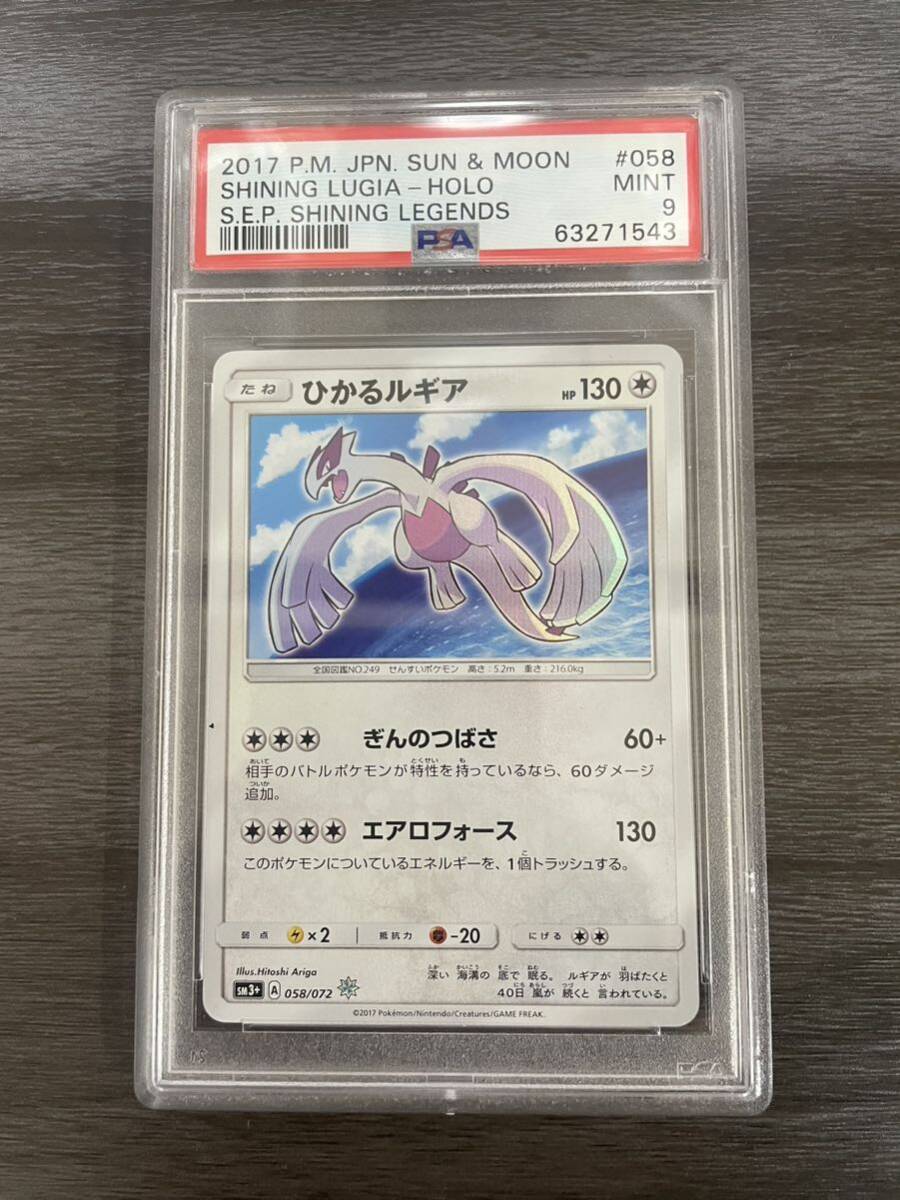 2017 P.M. JPN. SUN & MOON #058
SHINING LUGIA – HOLO MINT
S.E.P. SHINING LEGENDS 9
PSA 63271543
たね ひかるルギア HP 130
全国図鑑NO.249 せんすいポケモン 高さ:5.2m 重さ:216.0kg
ぎんのつばさ 60+
相手のバトルポケモンが特性を持っているなら、60ダメージ
追加。
エアロフォース 130
このポケモンについているエネルギーを、1個トラッシュする。
弱点 ×2 抵抗力 -20 にげる
Illus.Hitoshi Ariga
深い 海溝の 底で 眠る。 ルギアが 羽ばたくと
40日 嵐が 続くと 言われている。
SM3+ A 058/072
©2017 Pokémon/Nintendo/Creatures/GAME FREAK.